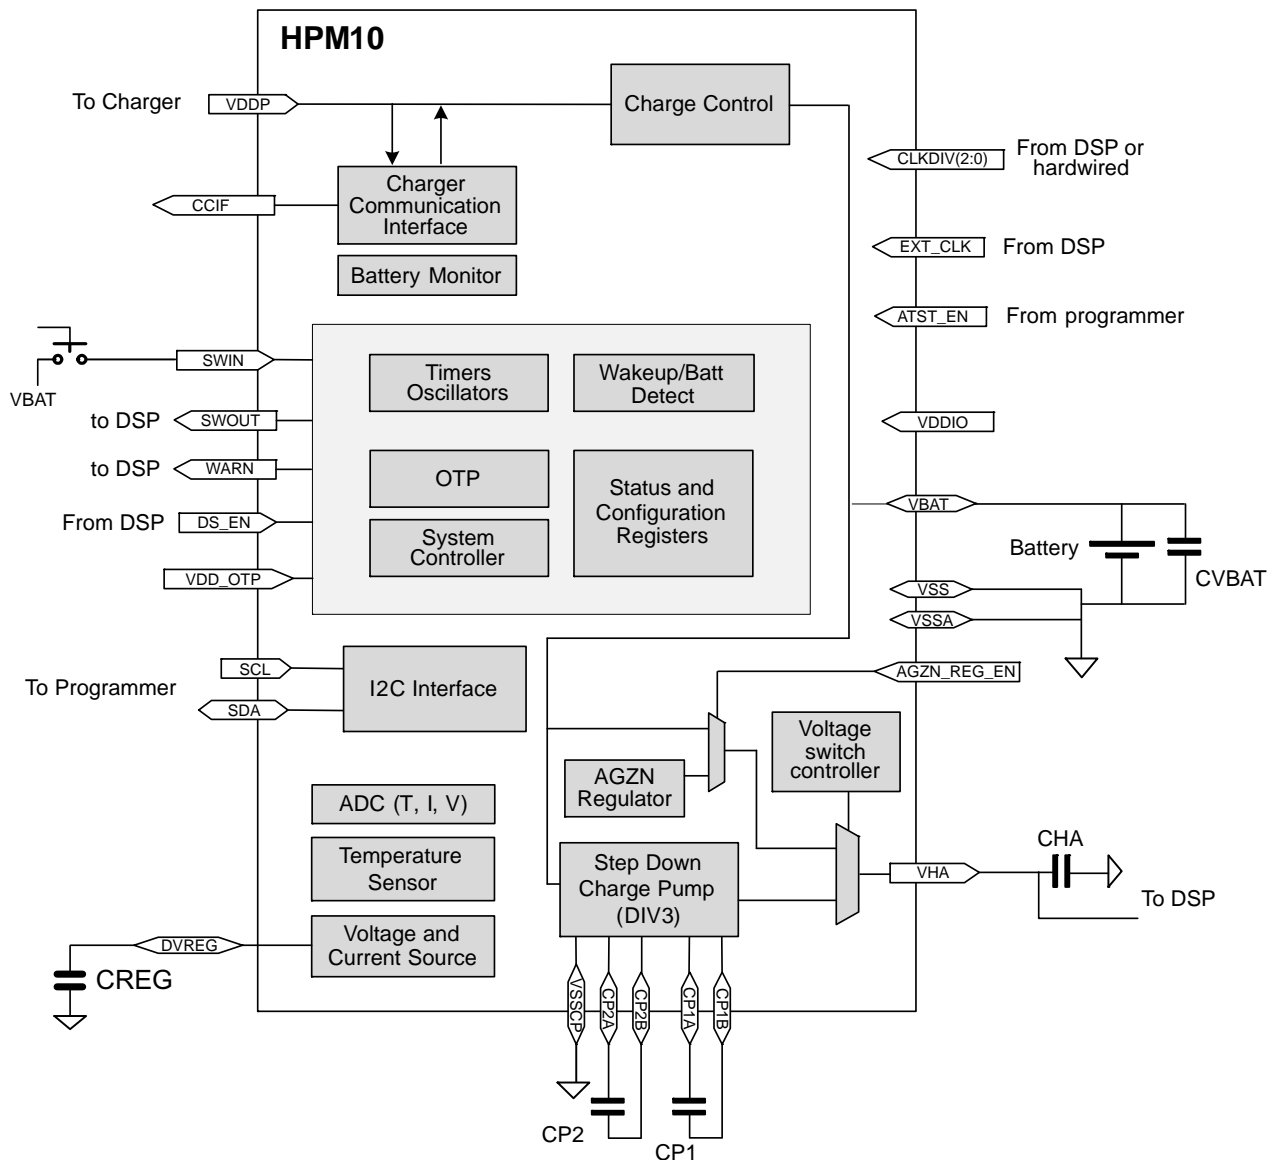 HPM10
To Charger
VDDP
Charge Control
CLKDIV(2:0)
From DSP or
hardwired
Charger
Communication
Interface
CCIF
EXT_CLK
From DSP
Battery Monitor
ATST_EN
From programmer
SWIN
VBAT
Timers
Oscillators
Wakeup/Batt
Detect
to DSP
SWOUT
VDDIO
to DSP
WARN
OTP
Status and
Configuration
Registers
VBAT
From DSP
DS_EN
System
Controller
Battery
CVBAT
VDD_OTP
VSS
VSSA
SCL
To Programmer
I2C Interface
SDA
AGZN_REG_EN
Voltage
switch
controller
AGZN
Regulator
ADC (T, I, V)
Temperature
Sensor
Step Down
Charge Pump
(DIV3)
VHA
CHA
To DSP
Voltage and
Current Source
DVREG
CREG
VSSCP
CP2A
CP2B
CP1A
CP1B
CP2
CP1